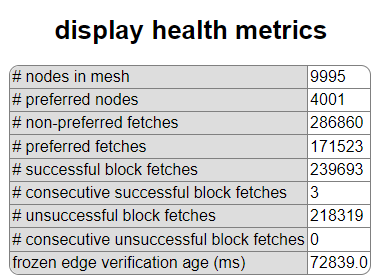 display health metrics
# nodes in mesh 9995
# preferred nodes 4001
# non-preferred fetches 286860
# preferred fetches 171523
# successful block fetches 239693
# consecutive successful block fetches 3
# unsuccessful block fetches 218319
# consecutive unsuccessful block fetches 0
frozen edge verification age (ms) 72839.0